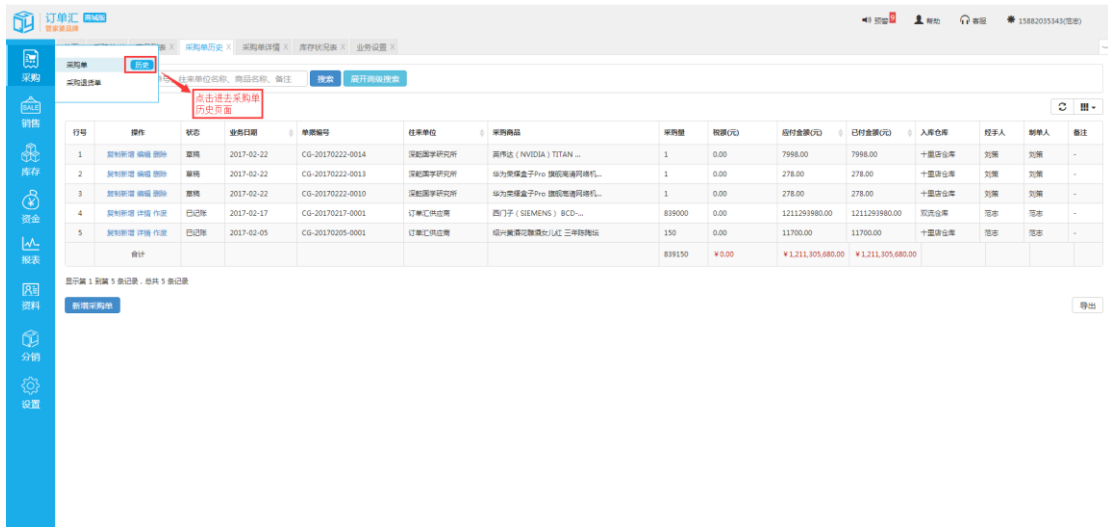 订单汇 商城版
管家婆品牌
预警 9 帮助 客服 15882035343(范志)
采购单历史 × 采购单详情 × 库存状况表 × 业务设置 ×
采购
销售
库存
资金
报表
资料
分销
设置
采购单 历史
采购退货单
往来单位名称、商品名称、备注 搜索 展开高级搜索
点击进去采购单
历史页面
行号 操作 状态 业务日期 单据编号 往来单位 采购商品 采购量 税额(元) 应付金额(元) 已付金额(元) 入库仓库 经手人 制单人 备注
1 复制新增 编辑 删除 草稿 2017-02-22 CG-20170222-0014 深乾国学研究所 英伟达（NVIDIA）TITAN ... 1 0.00 7998.00 7998.00 十里店仓库 刘策 刘策 -
2 复制新增 编辑 删除 草稿 2017-02-22 CG-20170222-0013 深乾国学研究所 华为荣耀盒子Pro 旗舰高清网络机... 1 0.00 278.00 278.00 十里店仓库 刘策 刘策 -
3 复制新增 编辑 删除 草稿 2017-02-22 CG-20170222-0010 深乾国学研究所 华为荣耀盒子Pro 旗舰高清网络机... 1 0.00 278.00 278.00 十里店仓库 刘策 刘策 -
4 复制新增 详情 作废 已记账 2017-02-17 CG-20170217-0001 订单汇供应商 西门子（SIEMENS） BCD-... 839000 0.00 1211293980.00 1211293980.00 双流仓库 范志 范志 -
5 复制新增 详情 作废 已记账 2017-02-05 CG-20170205-0001 订单汇供应商 绍兴黄酒花雕酒女儿红 三年陈陶坛 150 0.00 11700.00 11700.00 十里店仓库 范志 范志 -
合计 839150 ￥0.00 ￥1,211,305,680.00 ￥1,211,305,680.00
显示第 1 到第 5 条记录，总共 5 条记录
新增采购单 导出